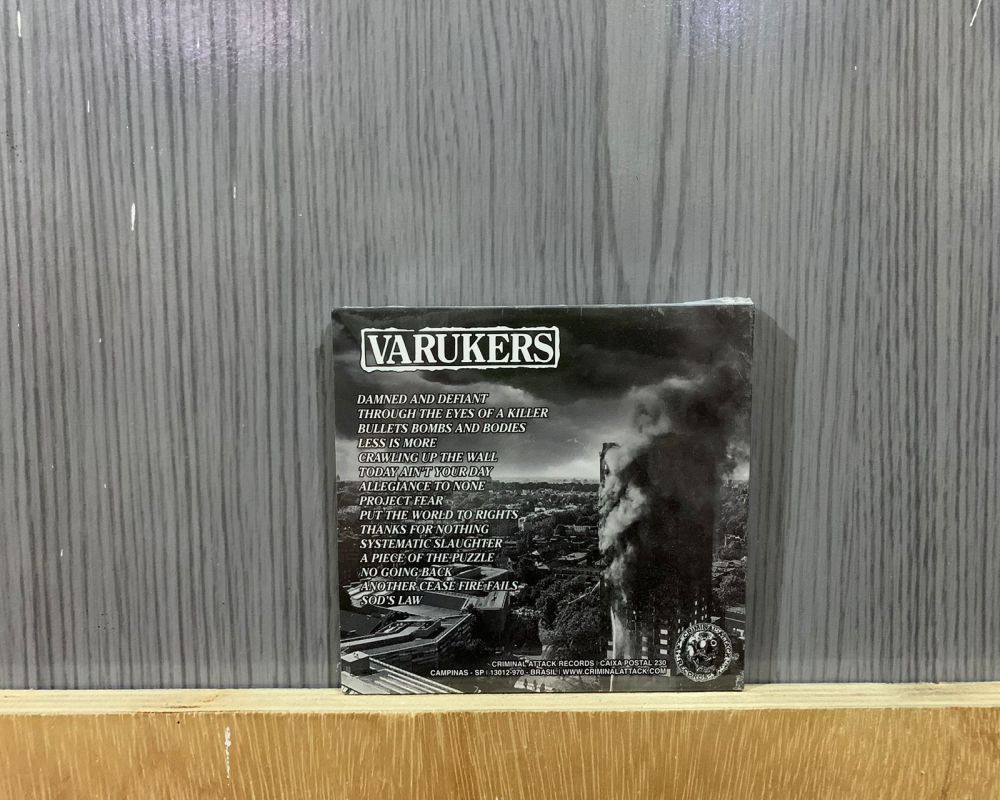 VARUKERS
DAMNED AND DEFIANT
THROUGH THE EYES OF A KILLER
BULLETS BOMBS AND BODIES
LESS IS MORE
CRAWLING UP THE WALL
TODAY AIN'T YOUR DAY
ALLEGIANCE TO NONE
PROJECT FEAR
PUT THE WORLD TO RIGHTS
THANKS FOR NOTHING
SYSTEMATIC SLAUGHTER
A PIECE OF THE PUZZLE
NO GOING BACK
ANOTHER CEASE FIRE FAILS
SOD'S LAW
CRIMINAL ATTACK RECORDS | CAIXA POSTAL 230
CAMPINAS - SP | 13012-970 - BRASIL | WWW.CRIMINALATTACK.COM